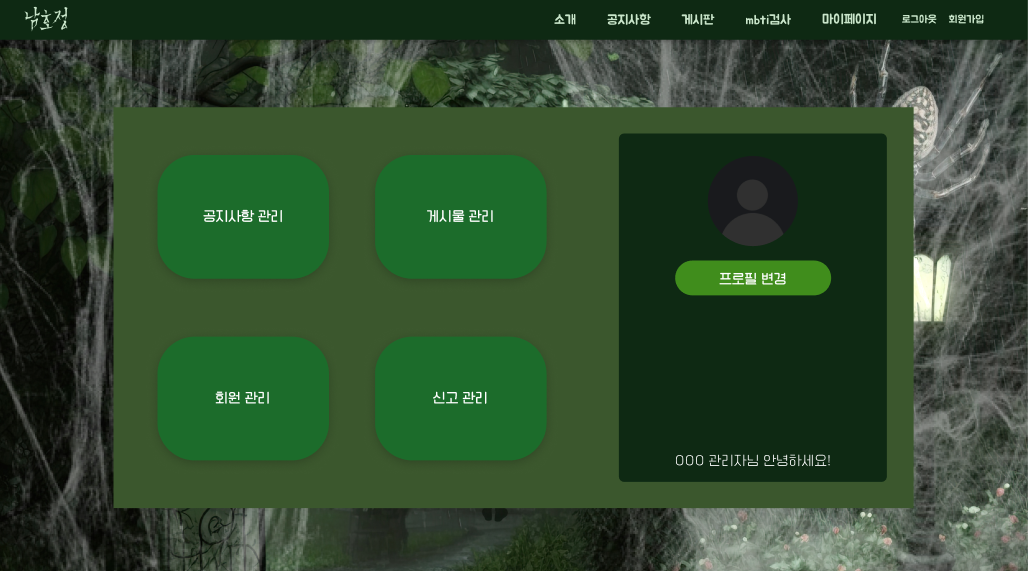 남호정
소개 공지사항 게시판 mbti검사 마이페이지 로그아웃 회원가입
공지사항 관리
게시물 관리
프로필 변경
회원 관리
신고 관리
OOO 관리자님 안녕하세요!